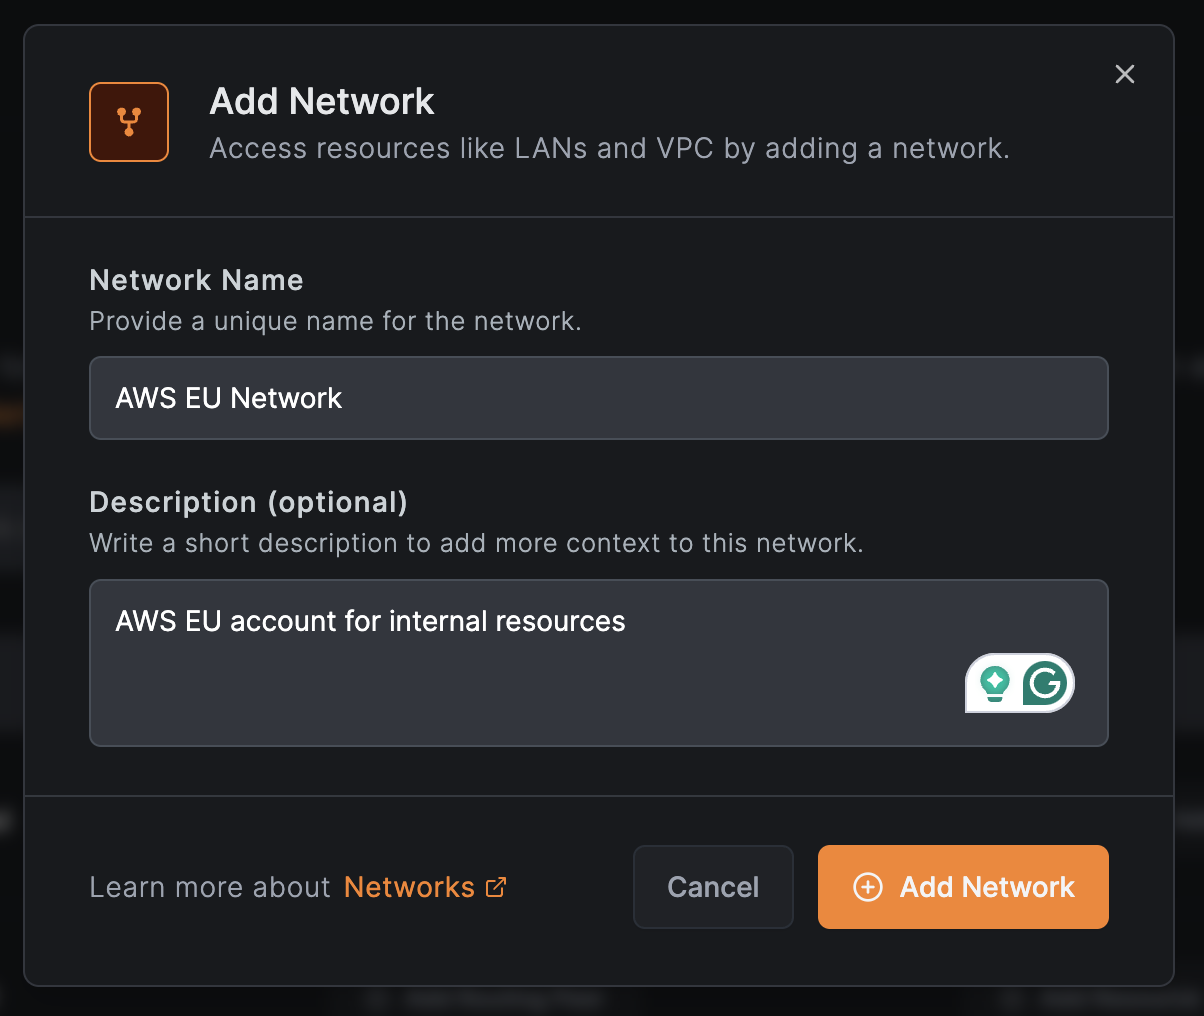 Add Network
Access resources like LANs and VPC by adding a network.
Network Name
Provide a unique name for the network.
AWS EU Network
Description (optional)
Write a short description to add more context to this network.
AWS EU account for internal resources
Learn more about Networks
Cancel
Add Network